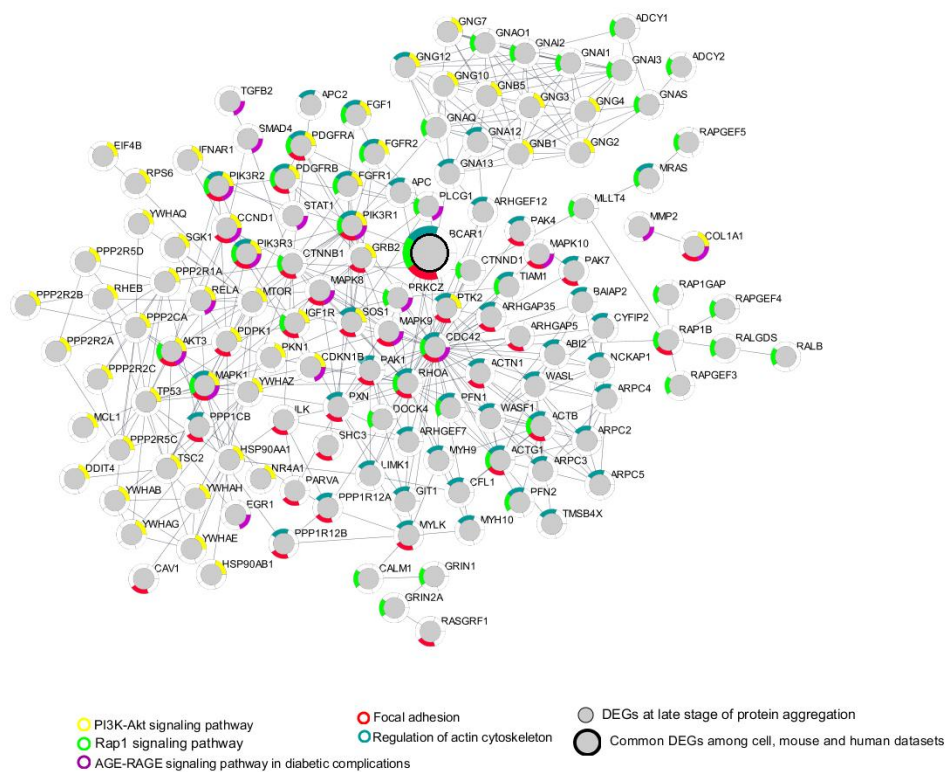 GNG7
ADCY1
GNAO1
GNAI2
GNG12
GNAI1
GNAI3
ADCY2
GNG10
GNB5
GNG3
GNG4
GNAS
TGFB2
APC2
FGF1
GNAQ
GNA12
SMAD4
PDGFRA
GNB1
GNG2
RAPGEF5
EIF4B
IFNAR1
FGFR2
GNA13
MRAS
RPS6
PIK3R2
PDGFRB
FGFR1
APC
PLCG1
ARHGEF12
MLLT4
YWHAQ
CCND1
STAT1
PIK3R1
BCAR1
PAK4
MMP2
COL1A1
PPP2R5D
SGK1
PIK3R3
CTNNB1
GRB2
CTNND1
MAPK10
PAK7
PPP2R1A
MAPK8
PRKCZ
TIAM1
PPP2R2B
RHEB
RELA
MTOR
PTK2
BAIAP2
RAP1GAP
RAPGEF4
PPP2CA
IGF1R
SOS1
MAPK9
ARHGAP35
CYFIP2
PPP2R2A
AKT3
PDPK1
PKN1
CDC42
ARHGAP5
ABI2
RAP1B
RALGDS
RALB
PPP2R2C
MAPK1
CDKN1B
PAK1
ACTN1
NCKAP1
TP53
YWHAZ
RHOA
WASL
ARPC4
RAPGEF3
MCL1
PPP1CB
ILK
PXN
DOCK4
PFN1
WASF1
ACTB
PPP2R5C
SHC3
ARHGEF7
ARPC2
DDIT4
TSC2
HSP90AA1
LIMK1
MYH9
ACTG1
ARPC3
ARPC5
NR4A1
YWHAB
YWHAH
PARVA
GIT1
CFL1
PFN2
EGR1
PPP1R12A
TMSB4X
YWHAG
YWHAE
PPP1R12B
MYLK
MYH10
CAV1
HSP90AB1
CALM1
GRIN1
GRIN2A
RASGRF1
PI3K-Akt signaling pathway
Rap1 signaling pathway
AGE-RAGE signaling pathway in diabetic complications
Focal adhesion
Regulation of actin cytoskeleton
DEGs at late stage of protein aggregation
Common DEGs among cell, mouse and human datasets